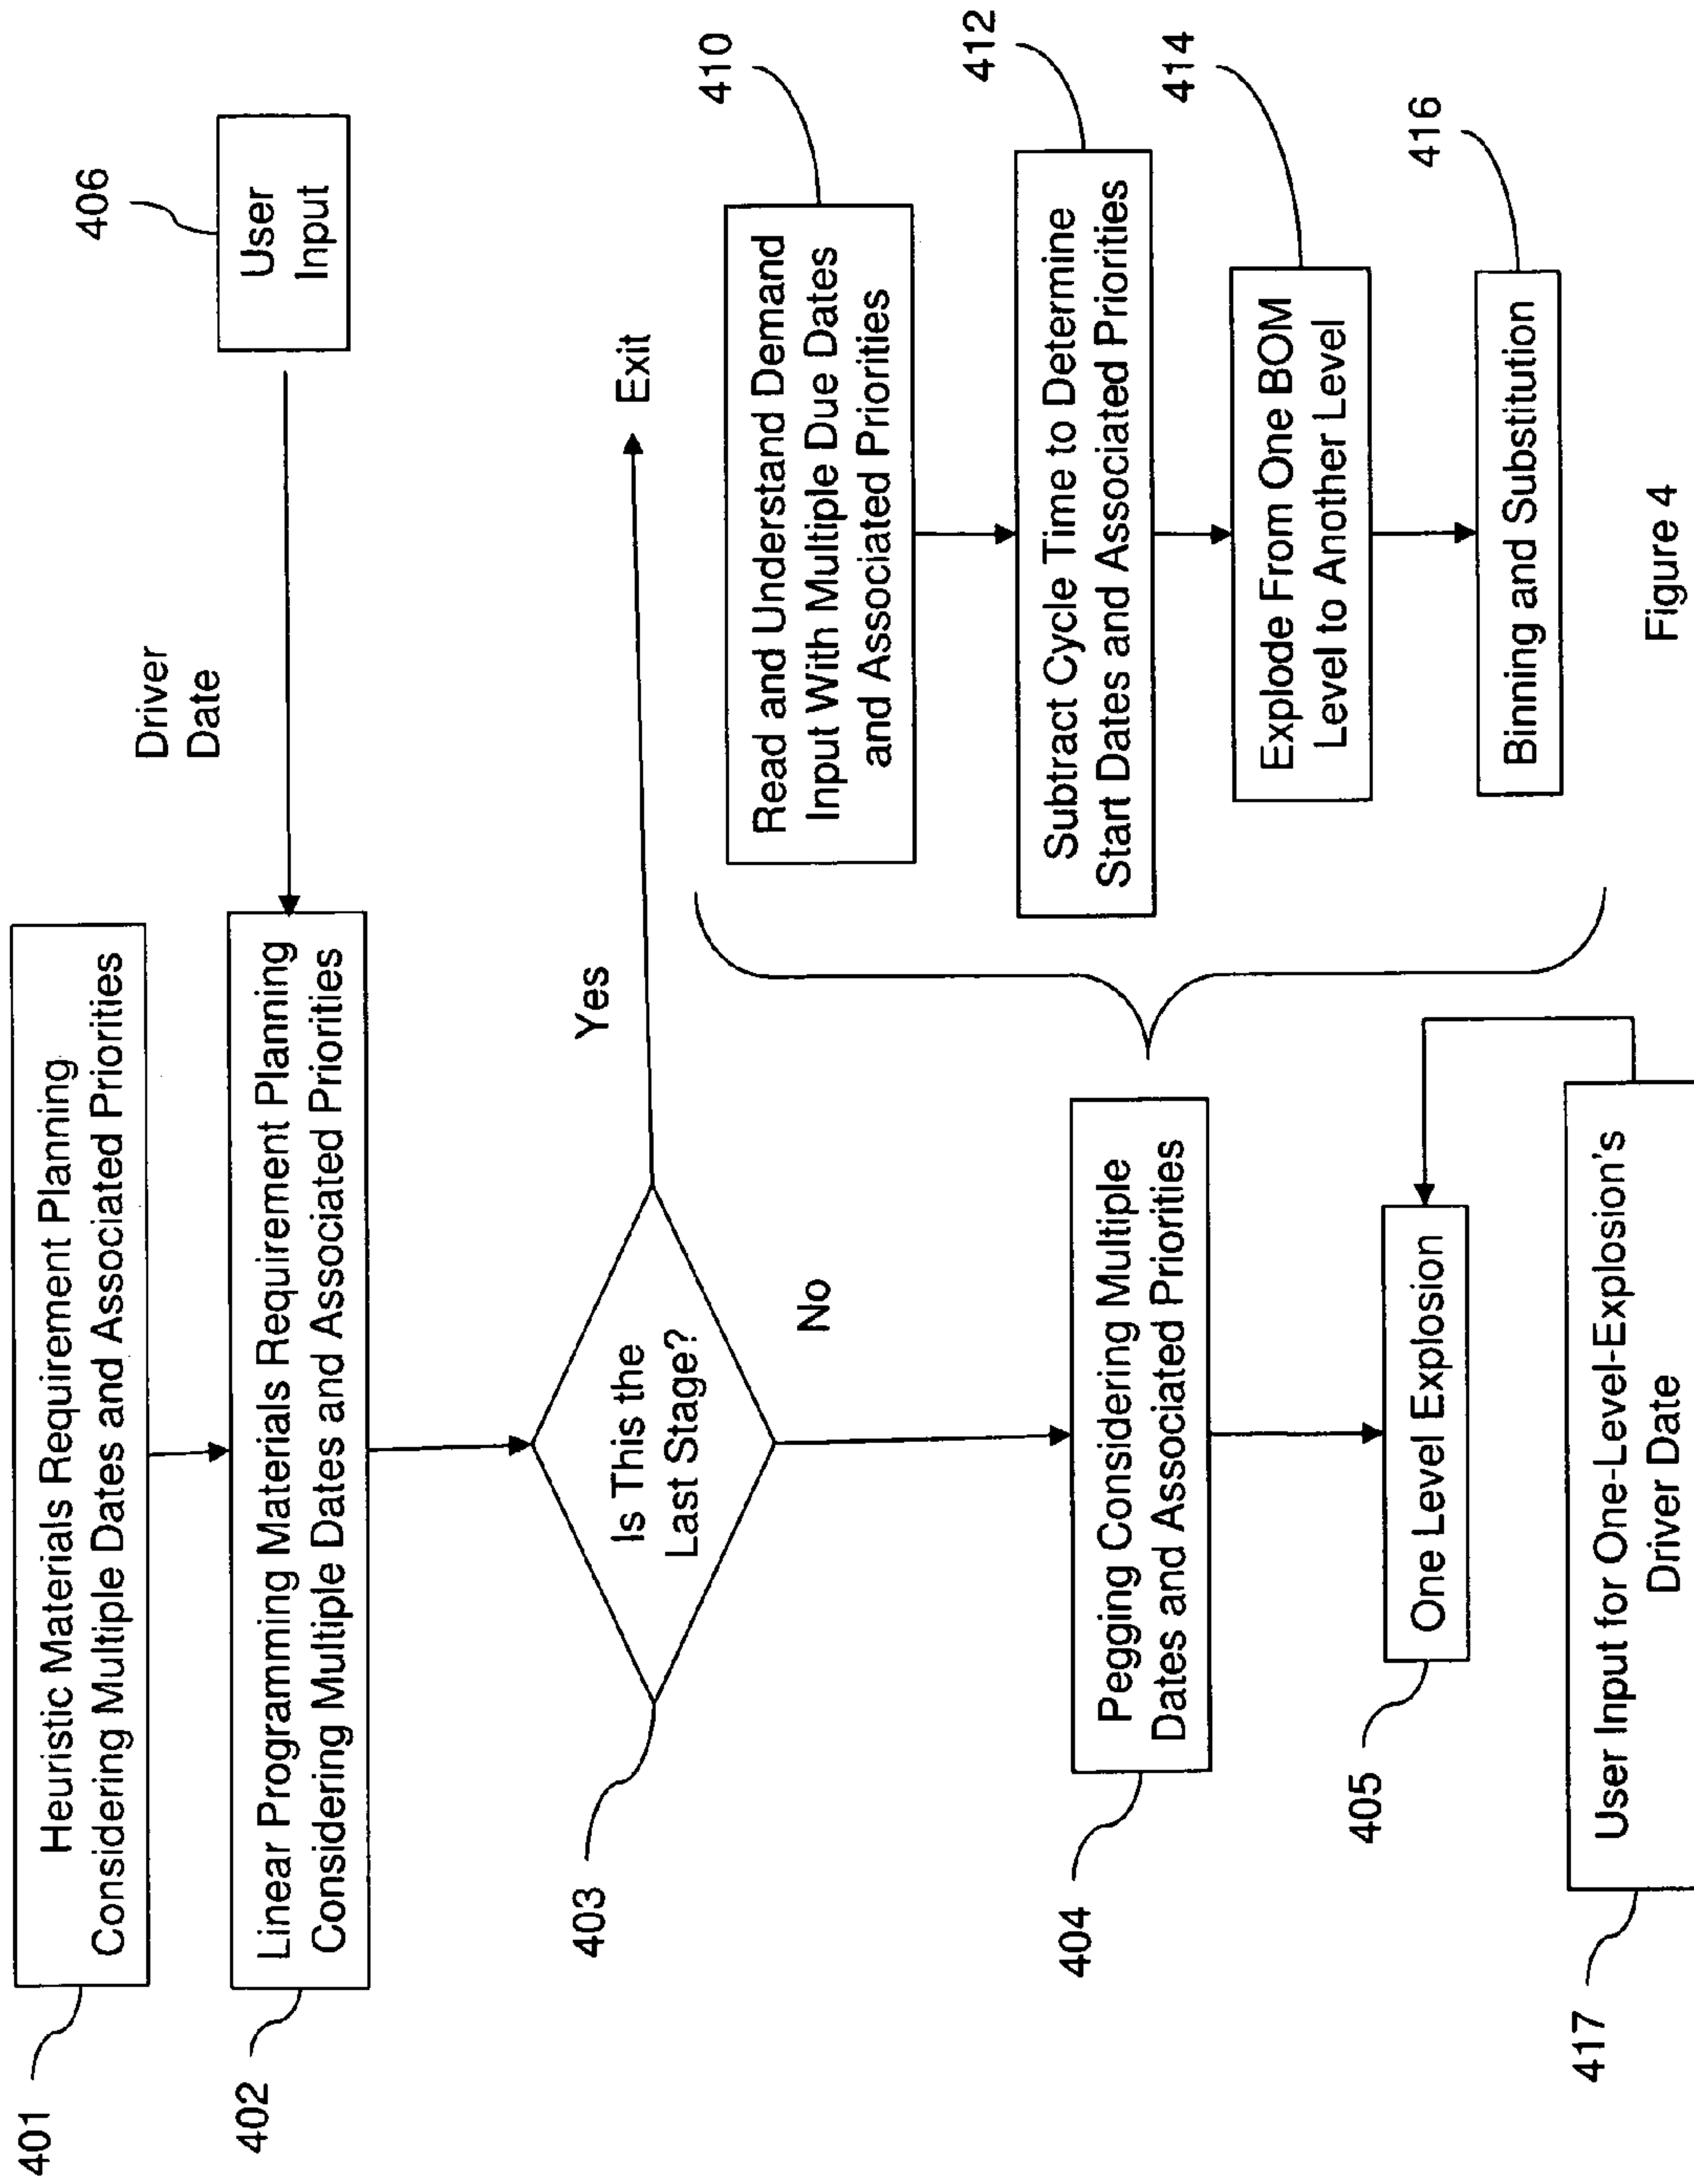 401
Heuristic Materials Requirement Planning
Considering Multiple Dates and Associated Priorities
Driver
Date
406
User
Input
402
Linear Programming Materials Requirement Planning
Considering Multiple Dates and Associated Priorities
403
Is This the
Last Stage?
Yes
Exit
No
404
Pegging Considering Multiple
Dates and Associated Priorities
405
One Level Explosion
417
User Input for One-Level-Explosion's
Driver Date
410
Read and Understand Demand
Input With Multiple Due Dates
and Associated Priorities
412
Subtract Cycle Time to Determine
Start Dates and Associated Priorities
414
Explode From One BOM
Level to Another Level
416
Binning and Substitution
Figure 4